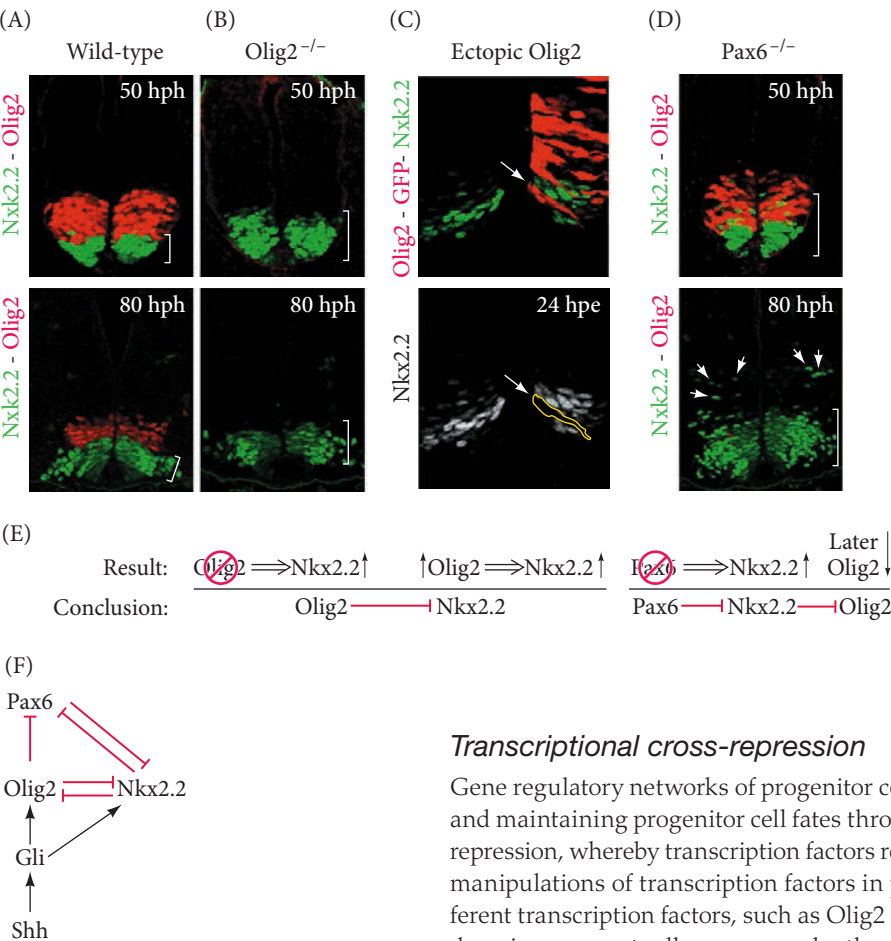 (A)
Wild-type
(B)
Olig2−/−
(C)
Ectopic Olig2
(D)
Pax6−/−
50 hph
50 hph
50 hph
Nxk2.2 - Olig2
Olig2 - GFP- Nxk2.2
Nkx2.2 - Olig2
80 hph
80 hph
24 hpe
80 hph
Nxk2.2 - Olig2
Nkx2.2
Nkx2.2 - Olig2
(E)
Result:
Olig2 ⟹ Nkx2.2↑ ↑Olig2 ⟹ Nkx2.2↑
Pax6 ⟹ Nkx2.2↑ Later Olig2↓
Conclusion:
Olig2 ⊣ Nkx2.2
Pax6 ⊣ Nkx2.2 ⊣ Olig2
(F)
Pax6
Olig2 Nkx2.2
Gli
Shh
Transcriptional cross-repression
Gene regulatory networks of progenitor ce
and maintaining progenitor cell fates thro
repression, whereby transcription factors re
manipulations of transcription factors in p
ferent transcription factors, such as Olig2